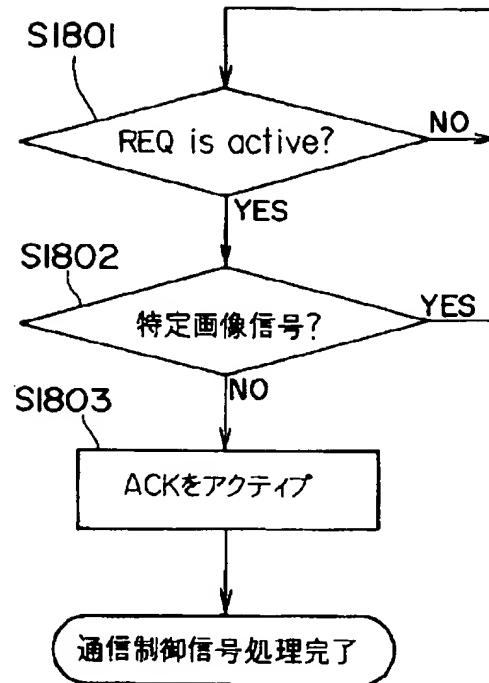 S1801
REQ is active?
NO
YES
S1802
特定画像信号?
YES
NO
S1803
ACKをアクティブ
通信制御信号処理完了